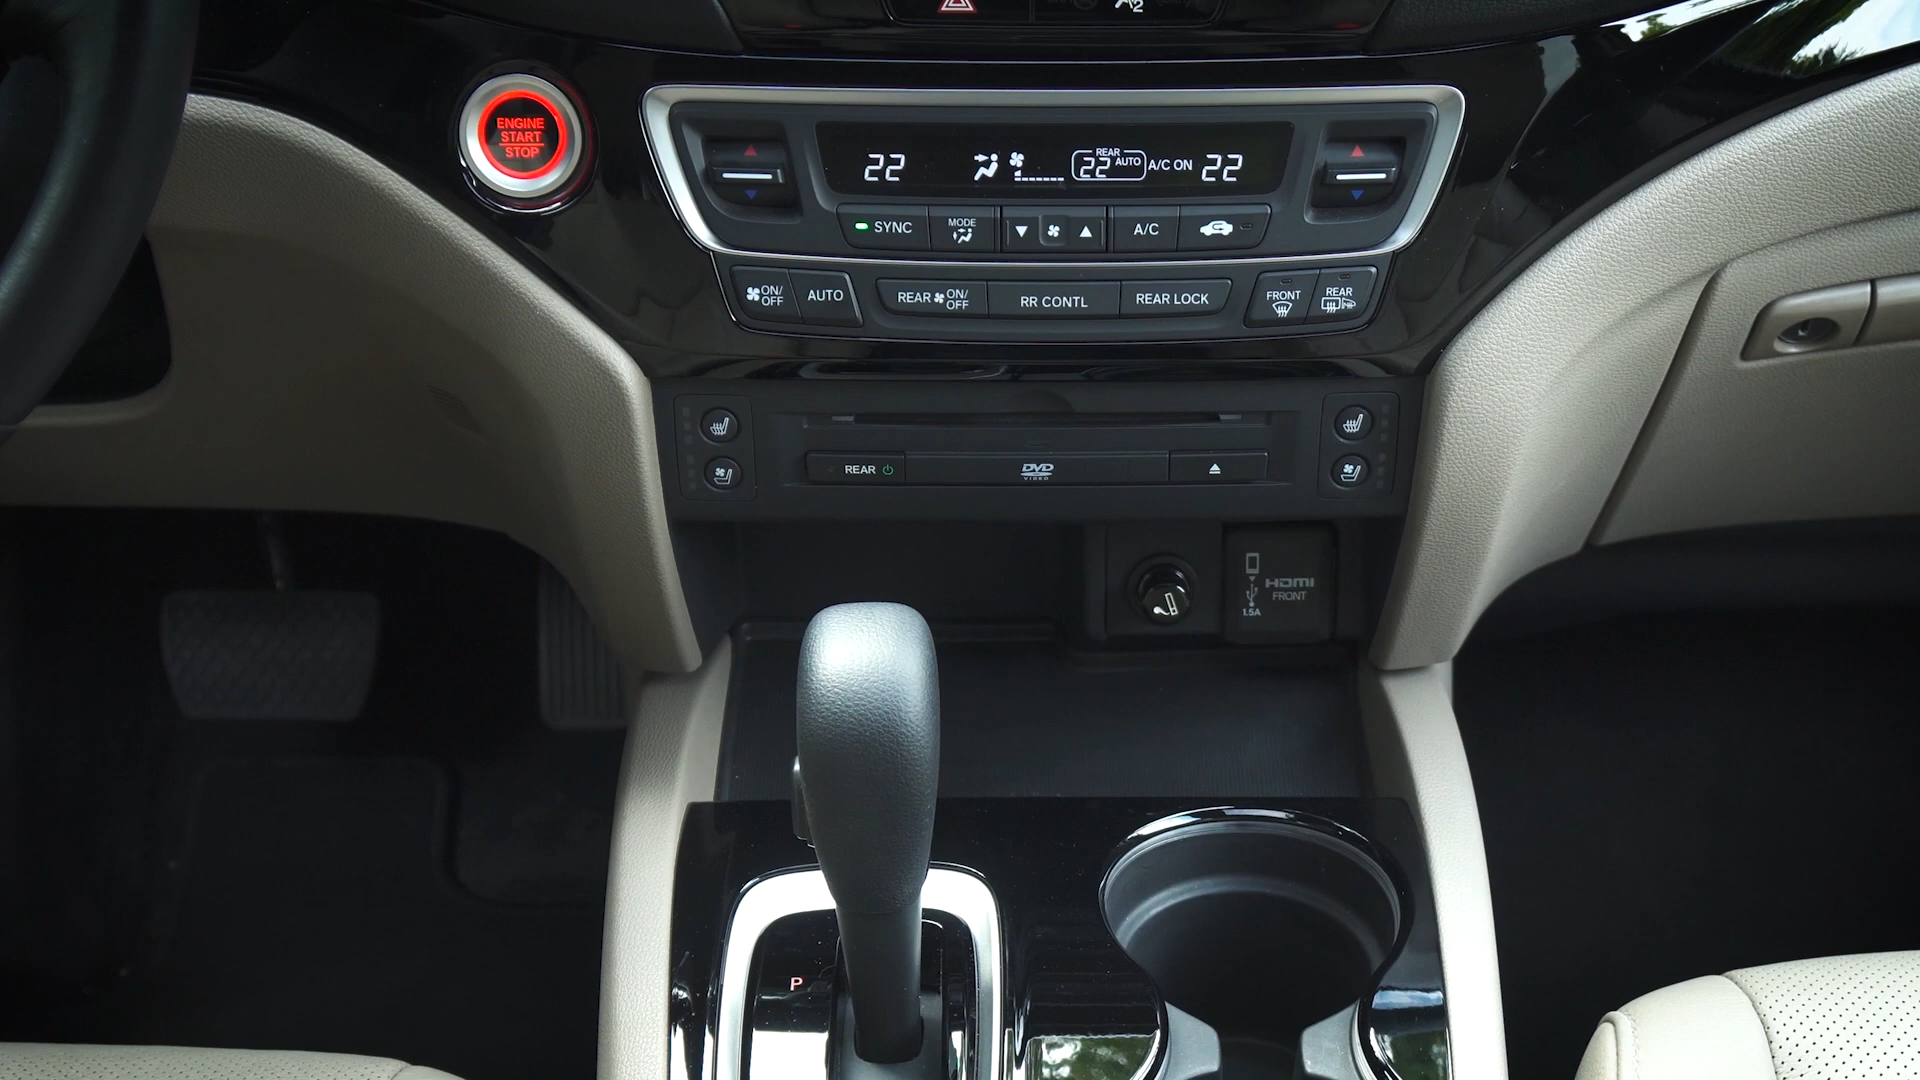 ENGINE
START
STOP
22
REAR
22 AUTO
A/C ON
22
SYNC
MODE
A/C
ON/
OFF
AUTO
REAR ON/
OFF
RR CONTL
REAR LOCK
FRONT
REAR
REAR
DVD
VIDEO
HDMI
FRONT
1.5A
P